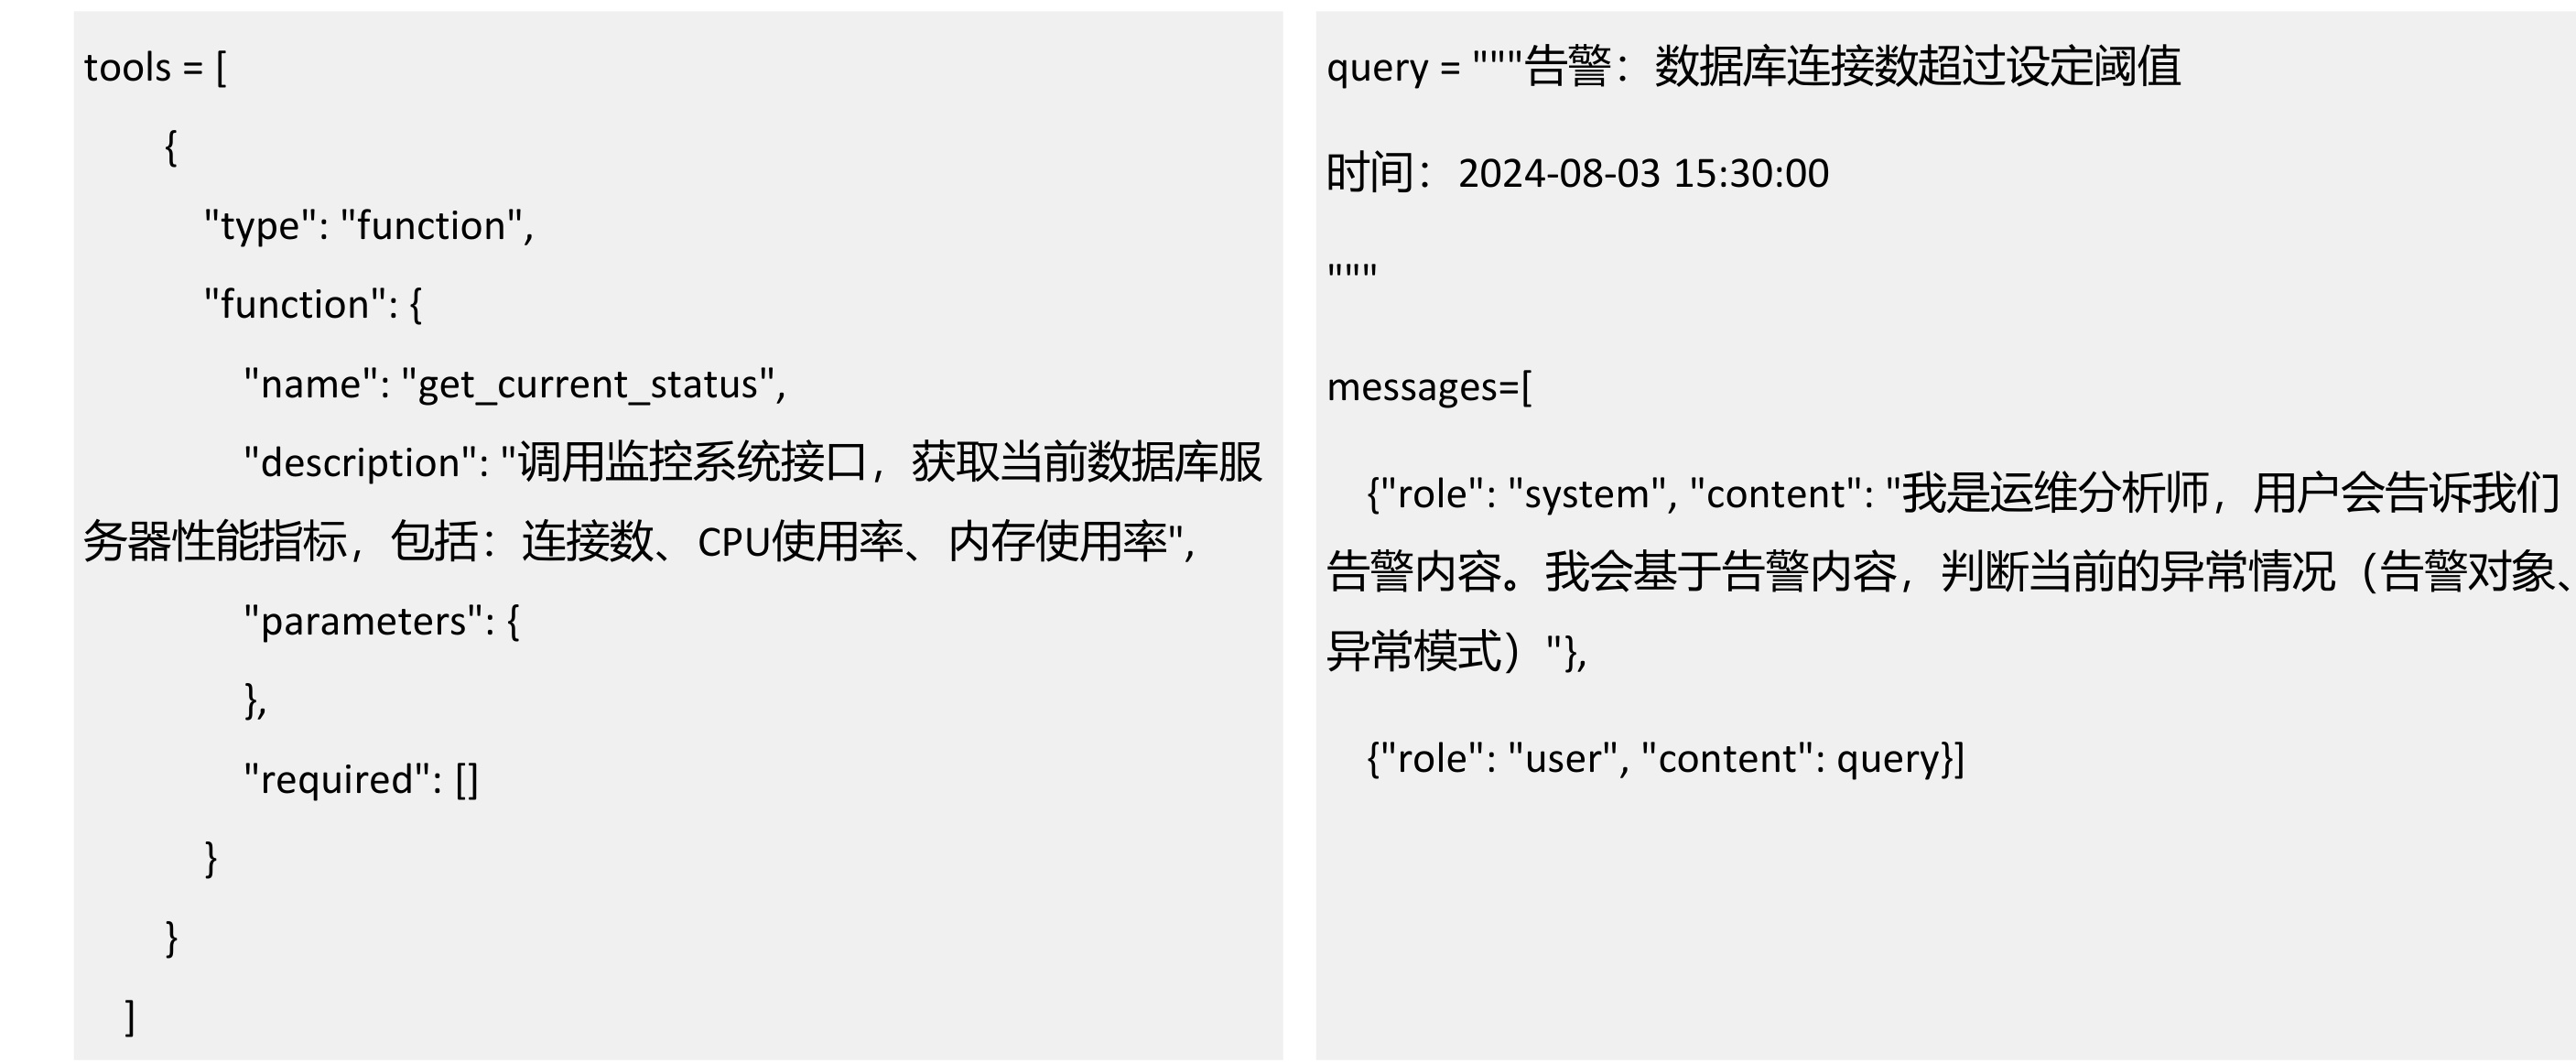 tools = [
{
"type": "function",
"function": {
"name": "get_current_status",
"description": "调用监控系统接口，获取当前数据库服
务器性能指标，包括：连接数、CPU使用率、内存使用率",
"parameters": {
},
"required": []
}
}
]
query = """告警：数据库连接数超过设定阈值
时间：2024-08-03 15:30:00
"""
messages=[
{"role": "system", "content": "我是运维分析师，用户会告诉我们
告警内容。我会基于告警内容，判断当前的异常情况（告警对象、
异常模式）"},
{"role": "user", "content": query}]